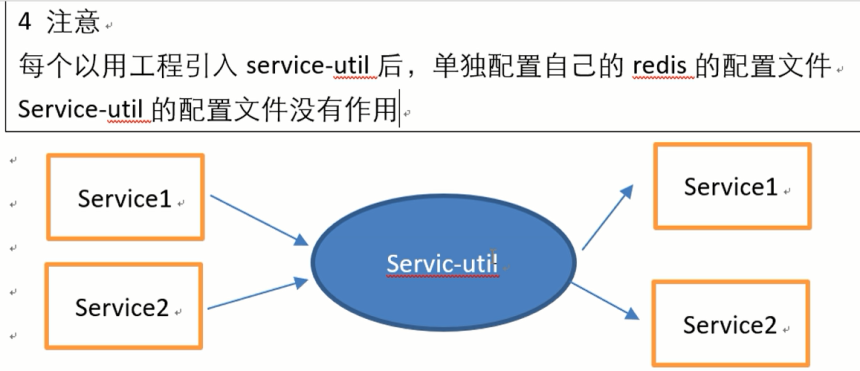 4 注意
每个以用工程引入 service-util 后，单独配置自己的 redis 的配置文件
Service-util 的配置文件没有作用
Service1
Service2
Servic-util
Service1
Service2